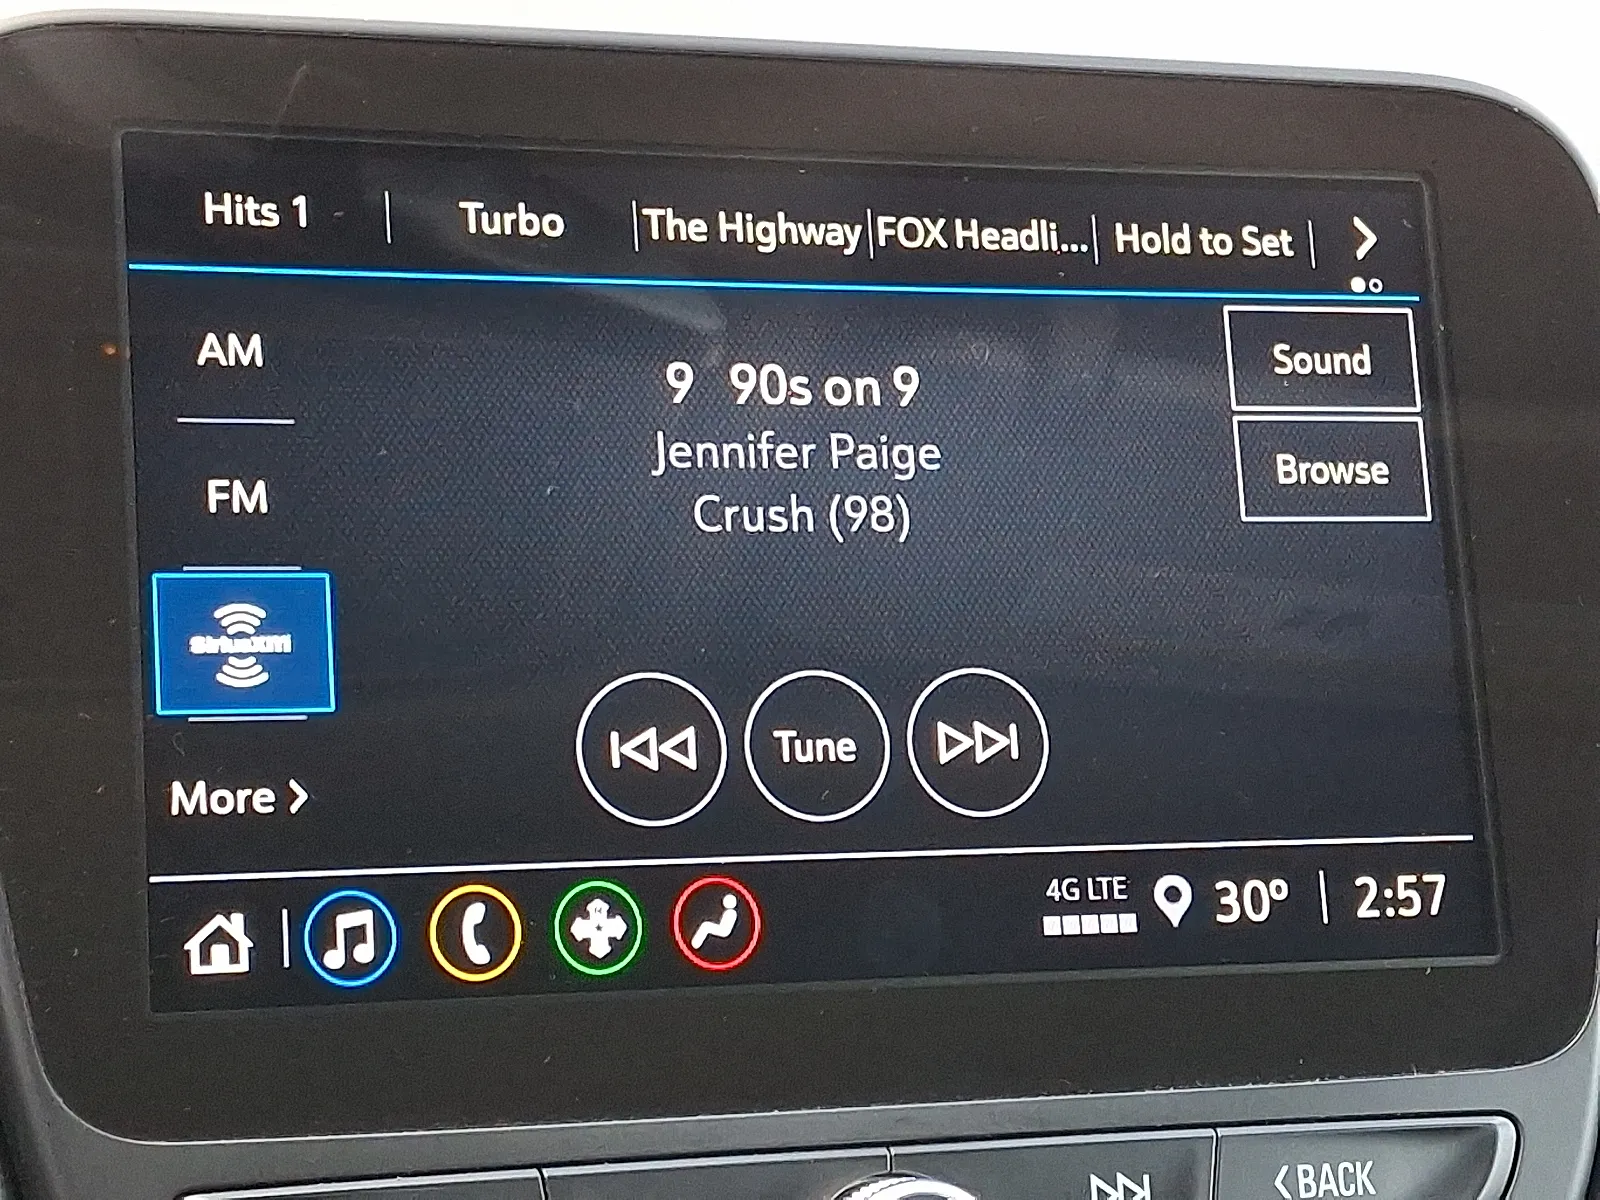 Hits 1 Turbo The Highway FOX Headli... Hold to Set
AM
FM
siriusxm
More
9 90s on 9
Jennifer Paige
Crush (98)
Sound
Browse
Tune
4G LTE
30° 2:57
BACK